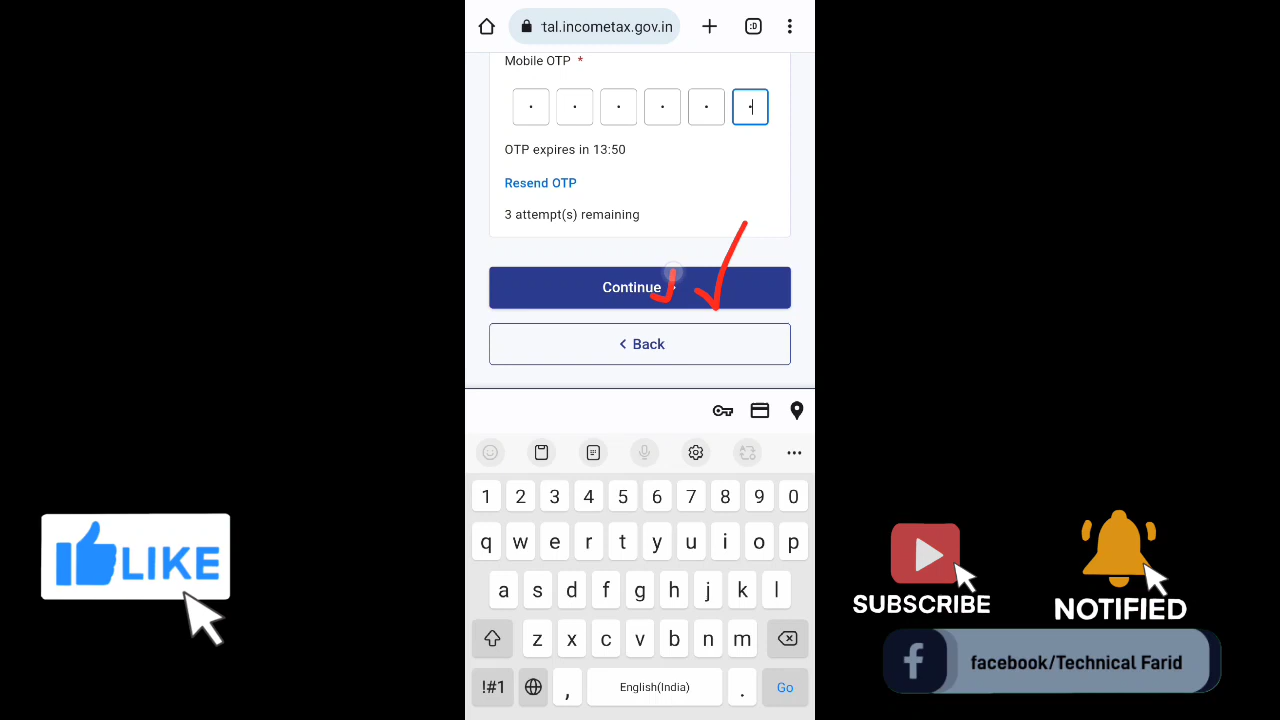 tal.incometax.gov.in
:D
Mobile OTP *
OTP expires in 13:50
Resend OTP
3 attempt(s) remaining
Continue
Back
1 2 3 4 5 6 7 8 9 0
q w e r t y u i o p
a s d f g h j k l
z x c v b n m
!#1 , English(India) . Go
LIKE
SUBSCRIBE
NOTIFIED
facebook/Technical Farid